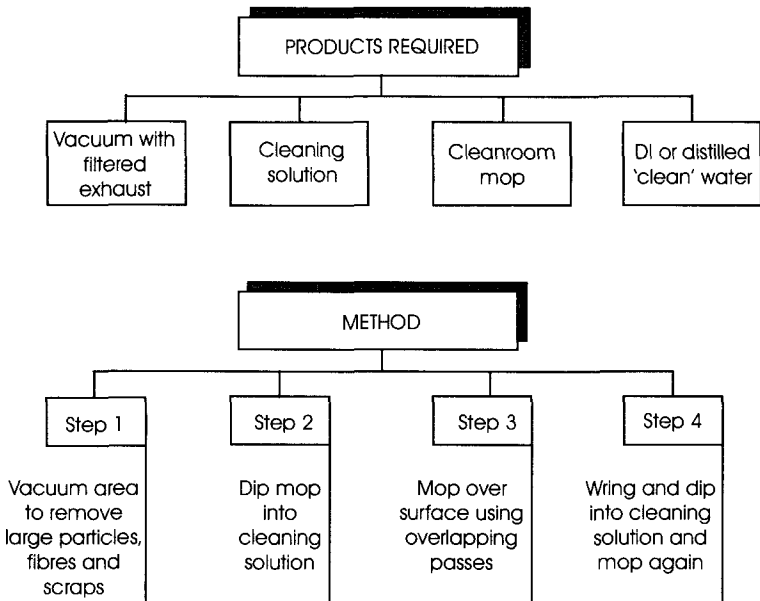 PRODUCTS REQUIRED
Vacuum with
filtered
exhaust
Cleaning
solution
Cleanroom
mop
DI or distilled
‘clean’ water
METHOD
Step 1
Vacuum area
to remove
large particles,
fibres and
scraps
Step 2
Dip mop
into
cleaning
solution
Step 3
Mop over
surface using
overlapping
passes
Step 4
Wring and dip
into cleaning
solution and
mop again